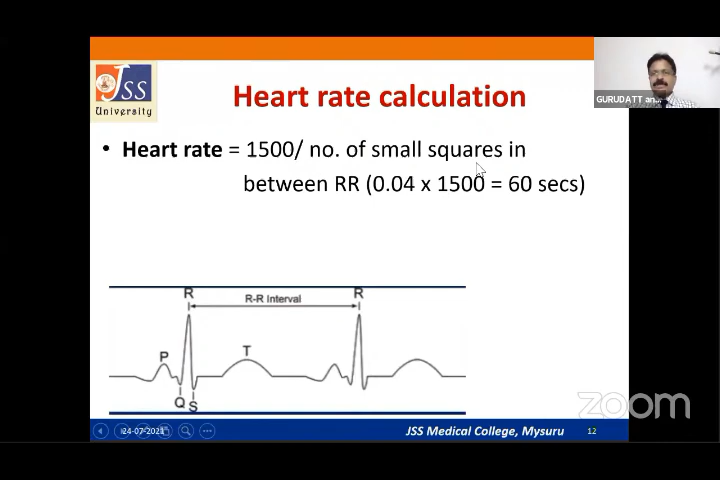 JSS
University
Heart rate calculation
GURUDATT an
• Heart rate = 1500/ no. of small squares in
between RR (0.04 x 1500 = 60 secs)
R
R-R Interval
R
P
T
Q
S
zoom
24-07-2021
JSS Medical College, Mysuru
12